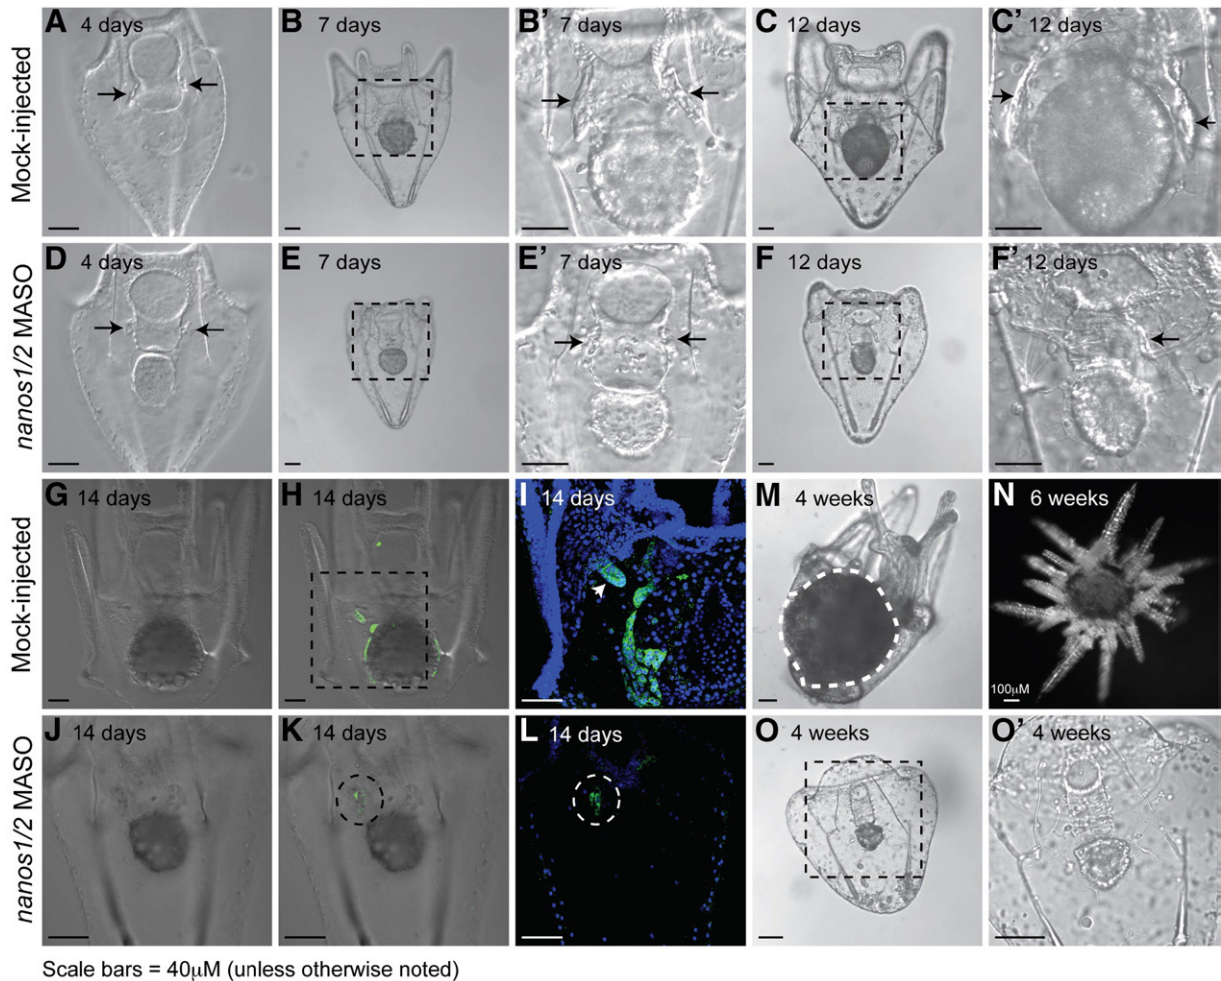 Mock-injected
A 4 days
B 7 days
B' 7 days
C 12 days
C' 12 days
nanos1/2 MASO
D 4 days
E 7 days
E' 7 days
F 12 days
F' 12 days
Mock-injected
G 14 days
H 14 days
I 14 days
M 4 weeks
N 6 weeks
100μM
nanos1/2 MASO
J 14 days
K 14 days
L 14 days
O 4 weeks
O' 4 weeks
Scale bars = 40μM (unless otherwise noted)